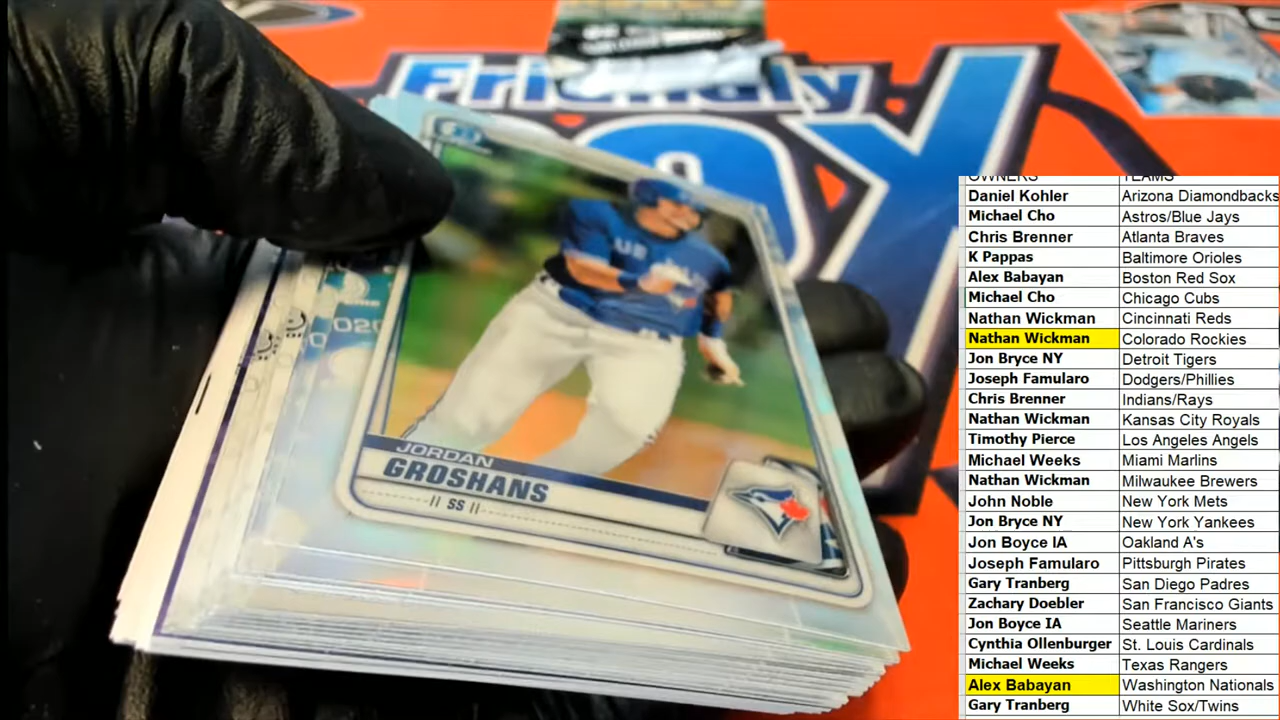 Friendly
BOY
JORDAN
GROSHANS
SS
OWNERS TEAMS
Daniel Kohler Arizona Diamondbacks
Michael Cho Astros/Blue Jays
Chris Brenner Atlanta Braves
K Pappas Baltimore Orioles
Alex Babayan Boston Red Sox
Michael Cho Chicago Cubs
Nathan Wickman Cincinnati Reds
Nathan Wickman Colorado Rockies
Jon Bryce NY Detroit Tigers
Joseph Famularo Dodgers/Phillies
Chris Brenner Indians/Rays
Nathan Wickman Kansas City Royals
Timothy Pierce Los Angeles Angels
Michael Weeks Miami Marlins
Nathan Wickman Milwaukee Brewers
John Noble New York Mets
Jon Bryce NY New York Yankees
Jon Boyce IA Oakland A's
Joseph Famularo Pittsburgh Pirates
Gary Tranberg San Diego Padres
Zachary Doebler San Francisco Giants
Jon Boyce IA Seattle Mariners
Cynthia Ollenburger St. Louis Cardinals
Michael Weeks Texas Rangers
Alex Babayan Washington Nationals
Gary Tranberg White Sox/Twins